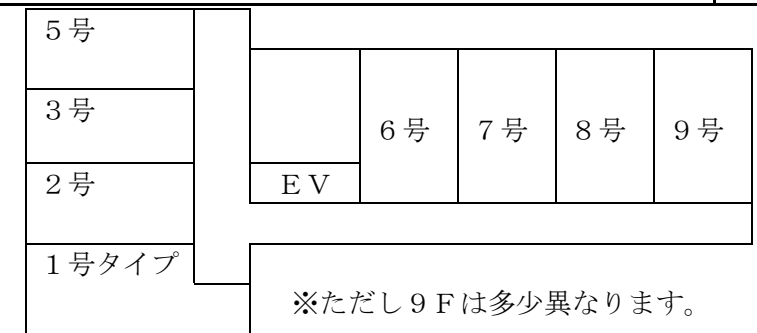 ５号
３号
６号
７号
８号
９号
２号
ＥＶ
１号タイプ
※ただし９Ｆは多少異なります。